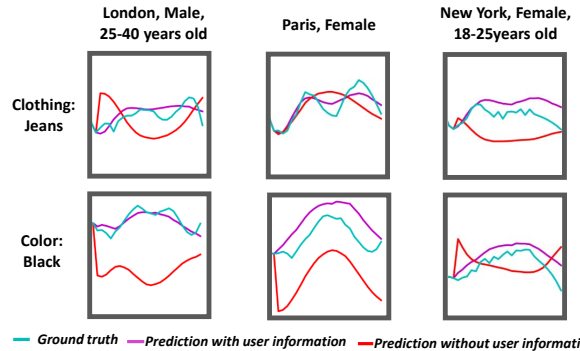 London, Male,
25-40 years old
Paris, Female
New York, Female,
18-25years old
Clothing:
Jeans
Color:
Black
Ground truth
Prediction with user information
Prediction without user informati